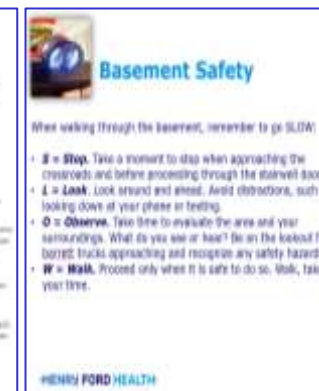 Basement Safety
When walking through the basement, remember to go SLOW:
S = Stop. Take a moment to stop when approaching the
crossroads and before proceeding through the stairwell door
L = Look. Look around and ahead. Avoid distractions, such
looking down at your phone or texting.
O = Observe. Take time to evaluate the area and your
surroundings. What do you see or hear? Be on the lookout f
trucks approaching and recognize any safety hazard
W = Walk. Proceed only when it is safe to do so. Walk, take
your time.
HENRY FORD HEALTH